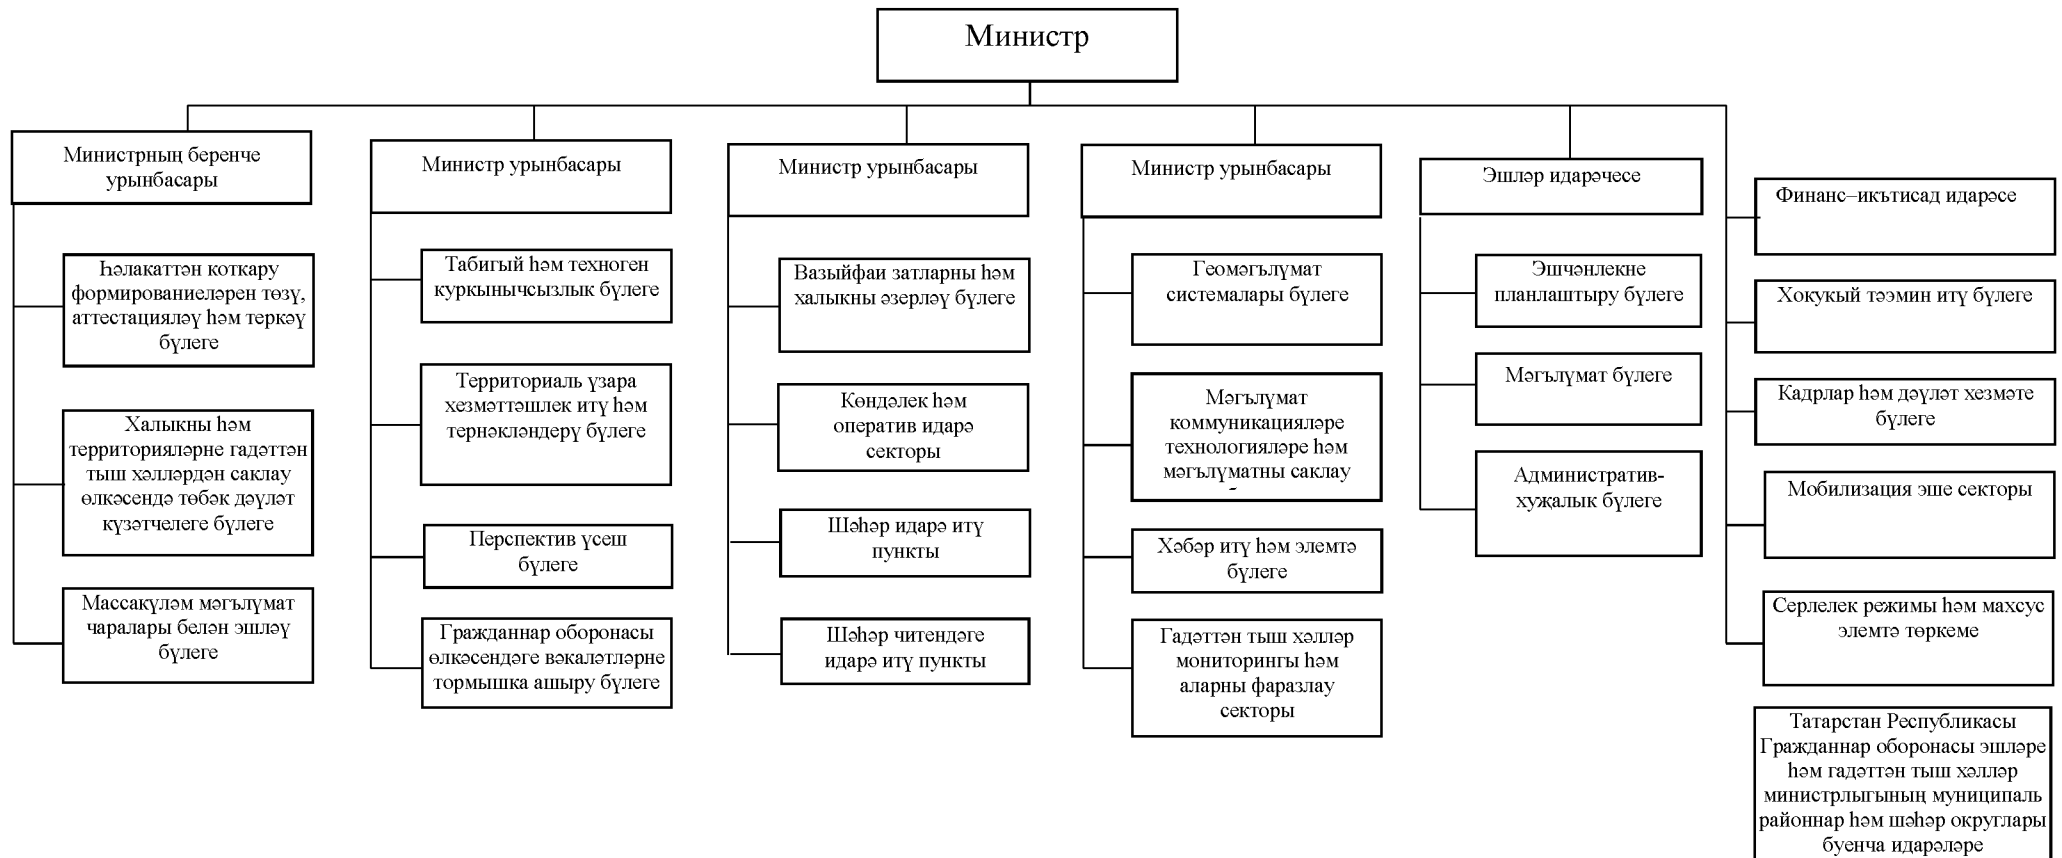 Министр
Министрның беренче
урынбасары
Һәлакаттән коткару
формированиеләрен төзү,
аттестацияләү һәм теркәү
бүлеге
Халыкны һәм
территорияләрне гадәттән
тыш хәлләрдән саклау
өлкәсендә төбәк дәүләт
күзәтчелеге бүлеге
Массакүләм мәгълүмат
чаралары белән эшләү
бүлеге
Министр урынбасары
Табигый һәм техноген
куркынычсызлык бүлеге
Территориаль үзара
хезмәттәшлек итү һәм
тернәкләндерү бүлеге
Перспектив үсеш
бүлеге
Гражданнар оборонасы
өлкәсендәге вәкаләтләрне
тормышка ашыру бүлеге
Министр урынбасары
Вазыйфаи затларны һәм
халыкны әзерләү бүлеге
Көндәлек һәм
оператив идарә
секторы
Шәһәр идарә итү
пункты
Шәһәр читендәге
идарә итү пункты
Министр урынбасары
Геомәгълүмат
системалары бүлеге
Мәгълүмат
коммуникацияләре
технологияләре һәм
мәгълүматны саклау
Хәбәр итү һәм элемтә
бүлеге
Гадәттән тыш хәлләр
мониторингы һәм
аларны фаразлау
секторы
Эшләр идарәчесе
Эшчәнлекне
планлаштыру бүлеге
Мәгълүмат бүлеге
Административ-
хуҗалык бүлеге
Финанс–икътисад идарәсе
Хокукый тәэмин итү бүлеге
Кадрлар һәм дәүләт хезмәте
бүлеге
Мобилизация эше секторы
Серлелек режимы һәм махсус
элемтә төркеме
Татарстан Республикасы
Гражданнар оборонасы эшләре
һәм гадәттән тыш хәлләр
министрлыгының муниципаль
районнар һәм шәһәр округлары
буенча идарәләре